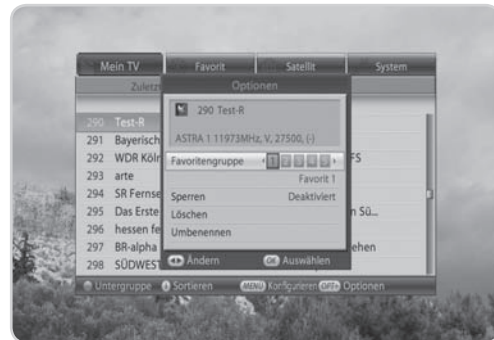 Mein TV Favorit Satellit System
Optionen
290 Test-R
ASTRA 1 11973MHz, V, 27500, (-)
Favoritengruppe 1 2 3 4 5
Favorit 1
Sperren Deaktiviert
Löschen
Umbenennen
Ändern OK Auswählen
Zuletzt
290 Test-R
291 Bayerisch
292 WDR Köln FS
293 arte
294 SR Fernse
295 Das Erste n Sü...
296 hessen fe
297 BR-alpha ehen
298 SÜDWEST
Untergruppe Sortieren MENU Konfigurieren OPT+ Optionen